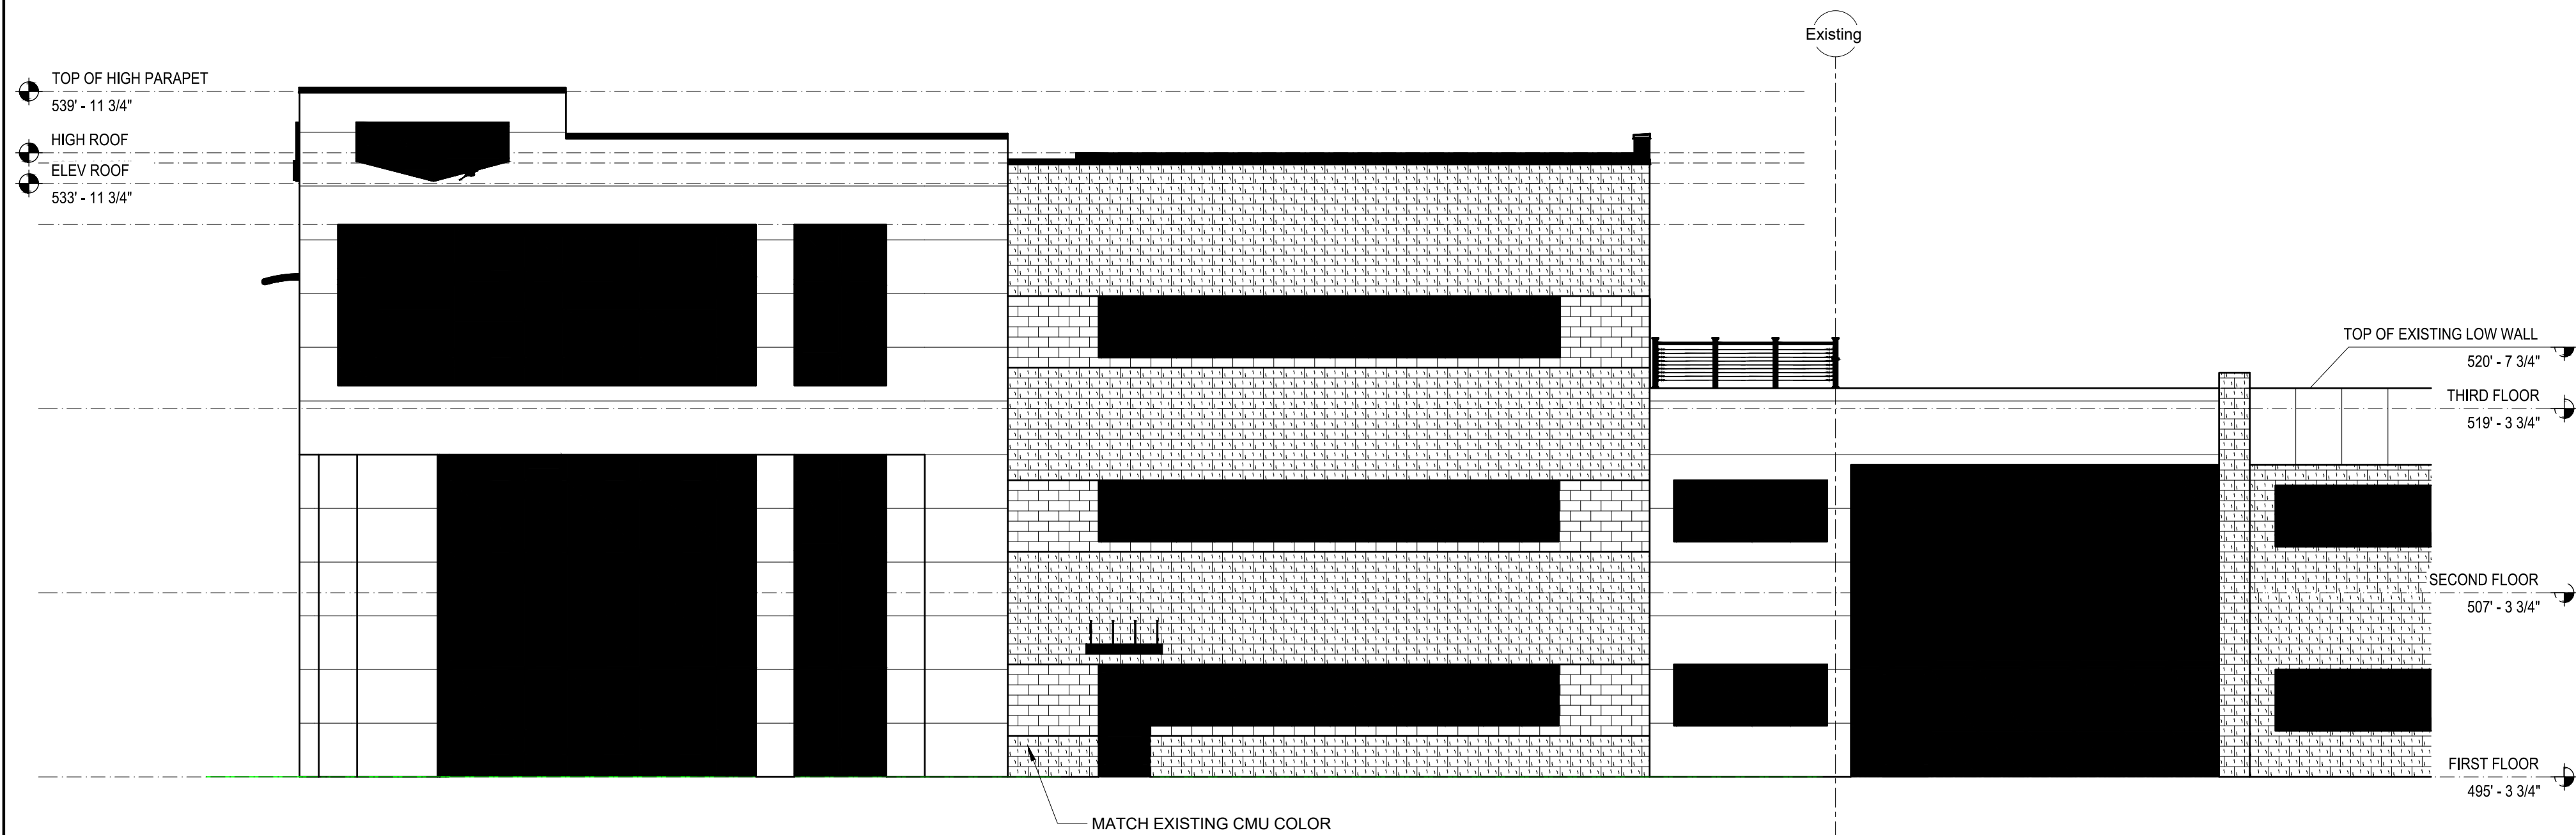 Existing
TOP OF HIGH PARAPET
539' - 11 3/4"
HIGH ROOF
ELEV ROOF
533' - 11 3/4"
TOP OF EXISTING LOW WALL
520' - 7 3/4"
THIRD FLOOR
519' - 3 3/4"
SECOND FLOOR
507' - 3 3/4"
FIRST FLOOR
495' - 3 3/4"
MATCH EXISTING CMU COLOR